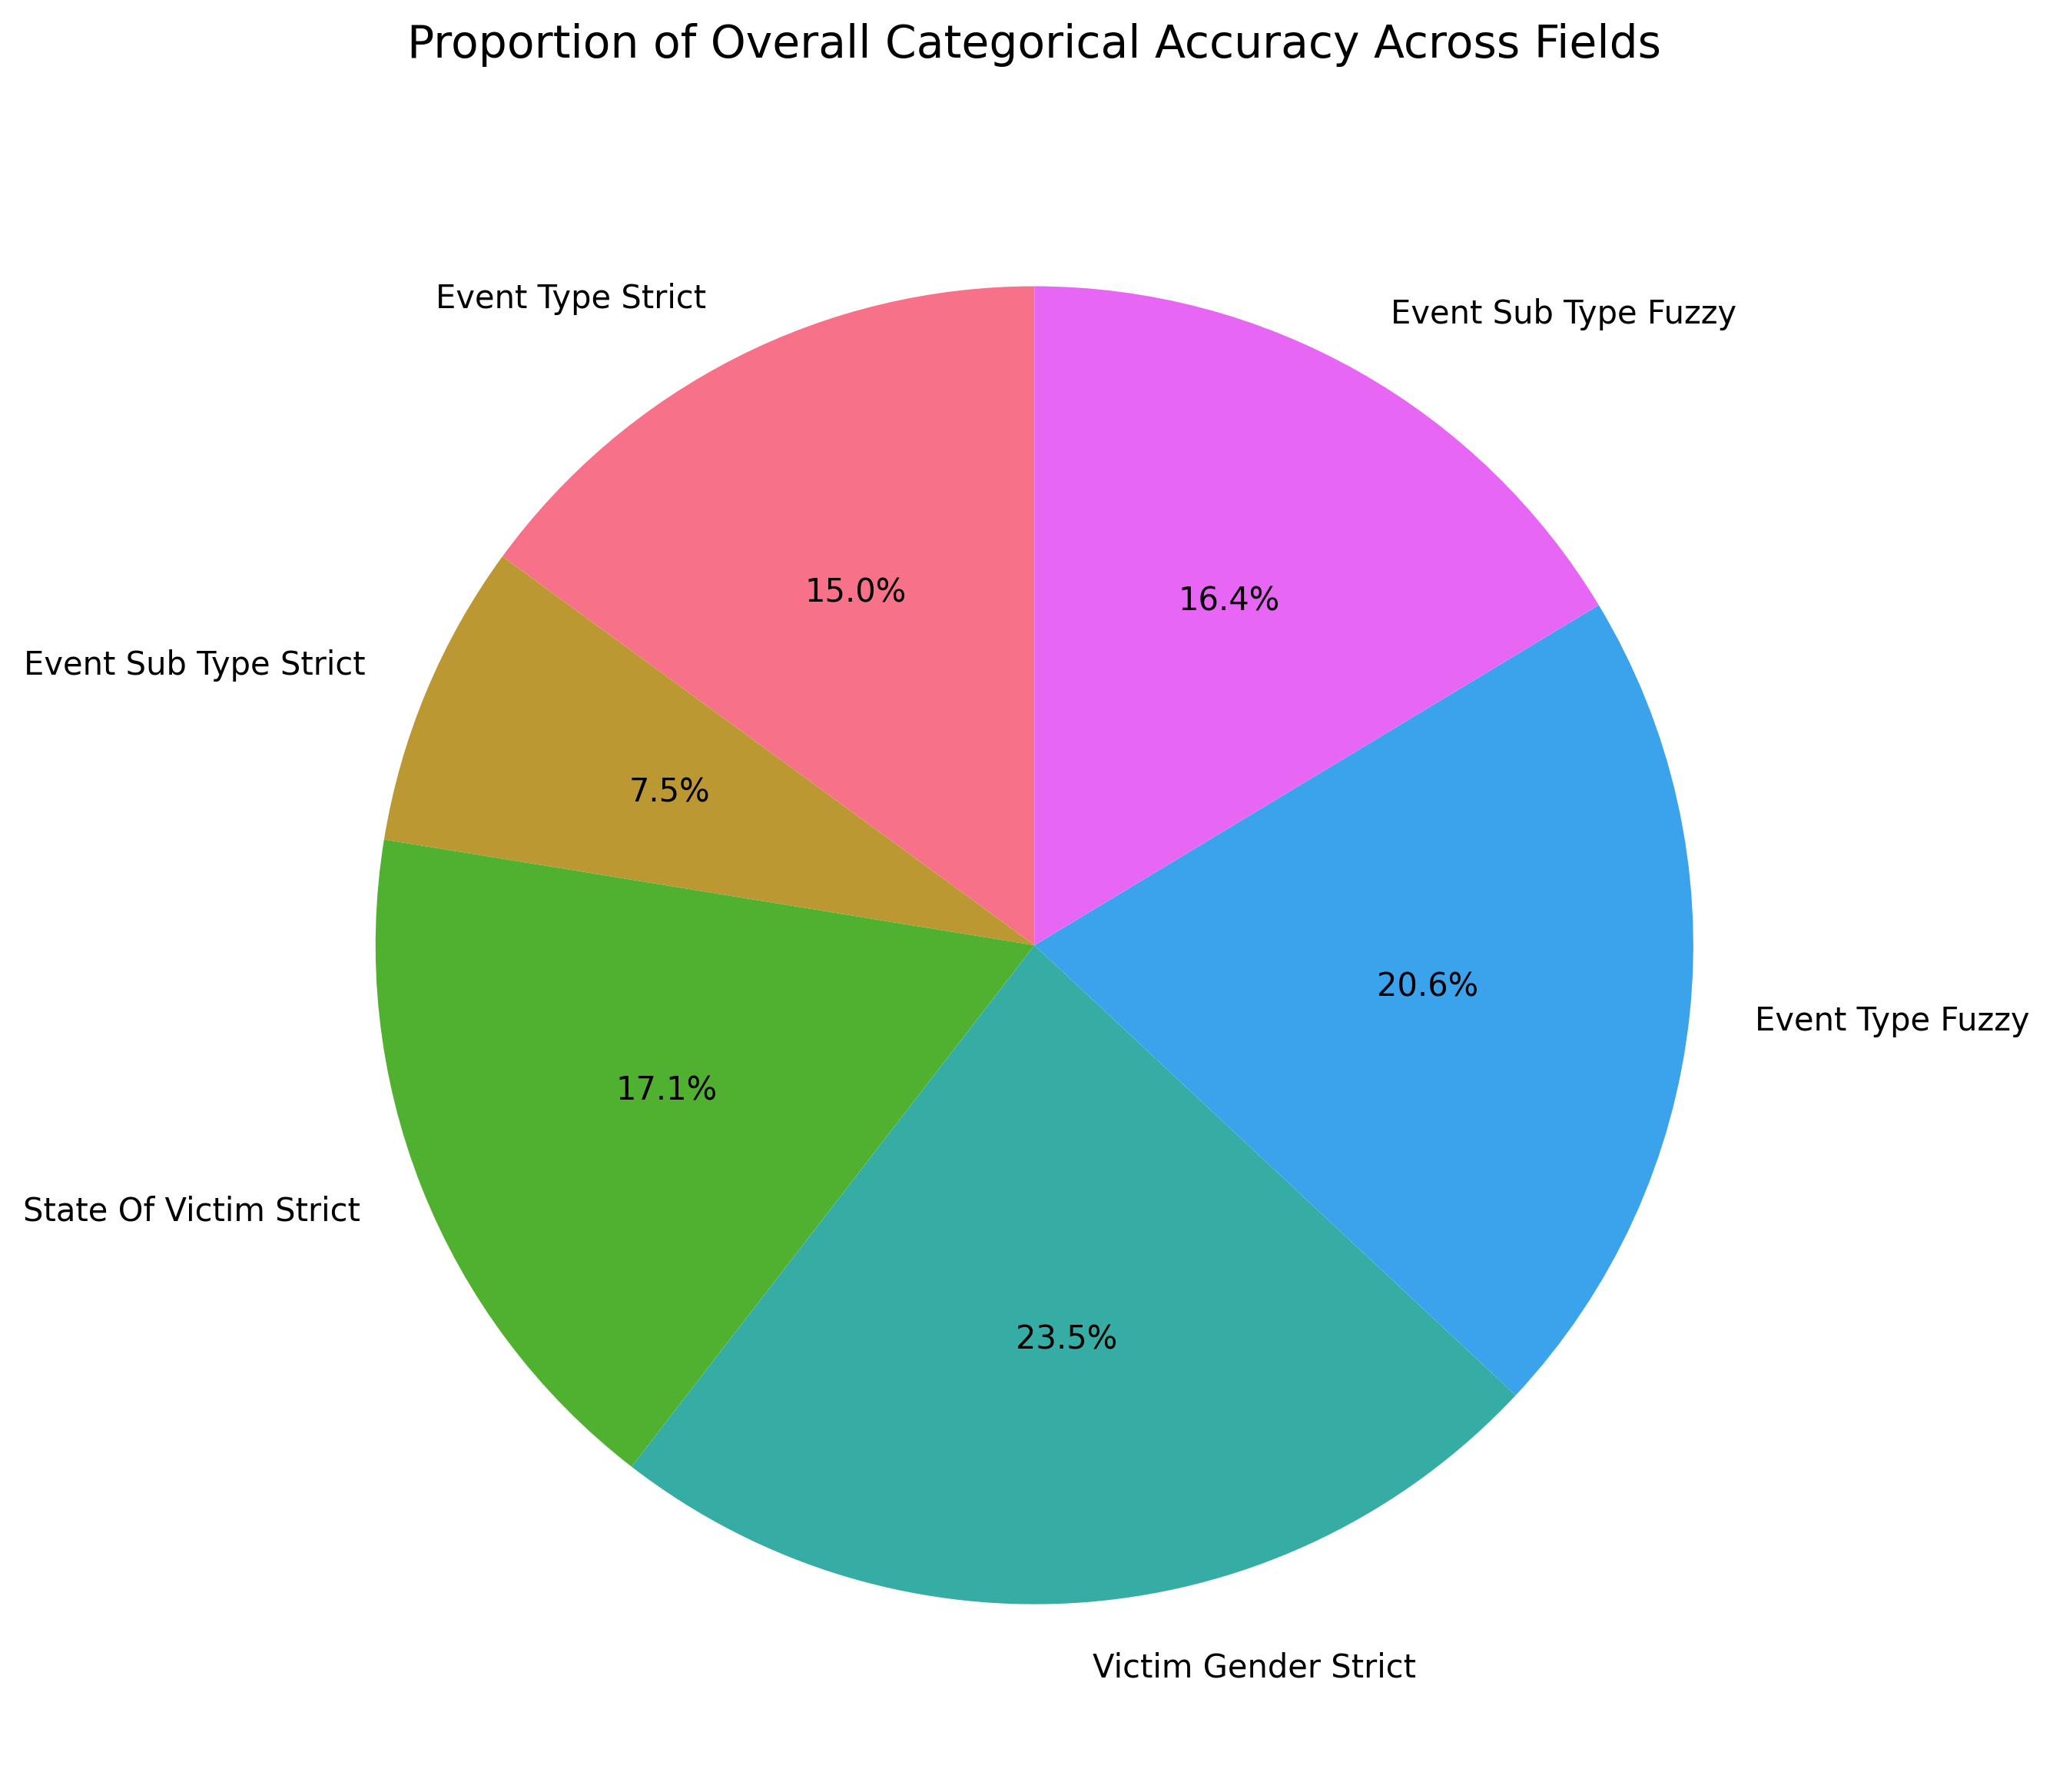 Proportion of Overall Categorical Accuracy Across Fields
Event Type Strict
Event Sub Type Fuzzy
15.0%
16.4%
Event Sub Type Strict
7.5%
20.6%
Event Type Fuzzy
17.1%
State Of Victim Strict
23.5%
Victim Gender Strict